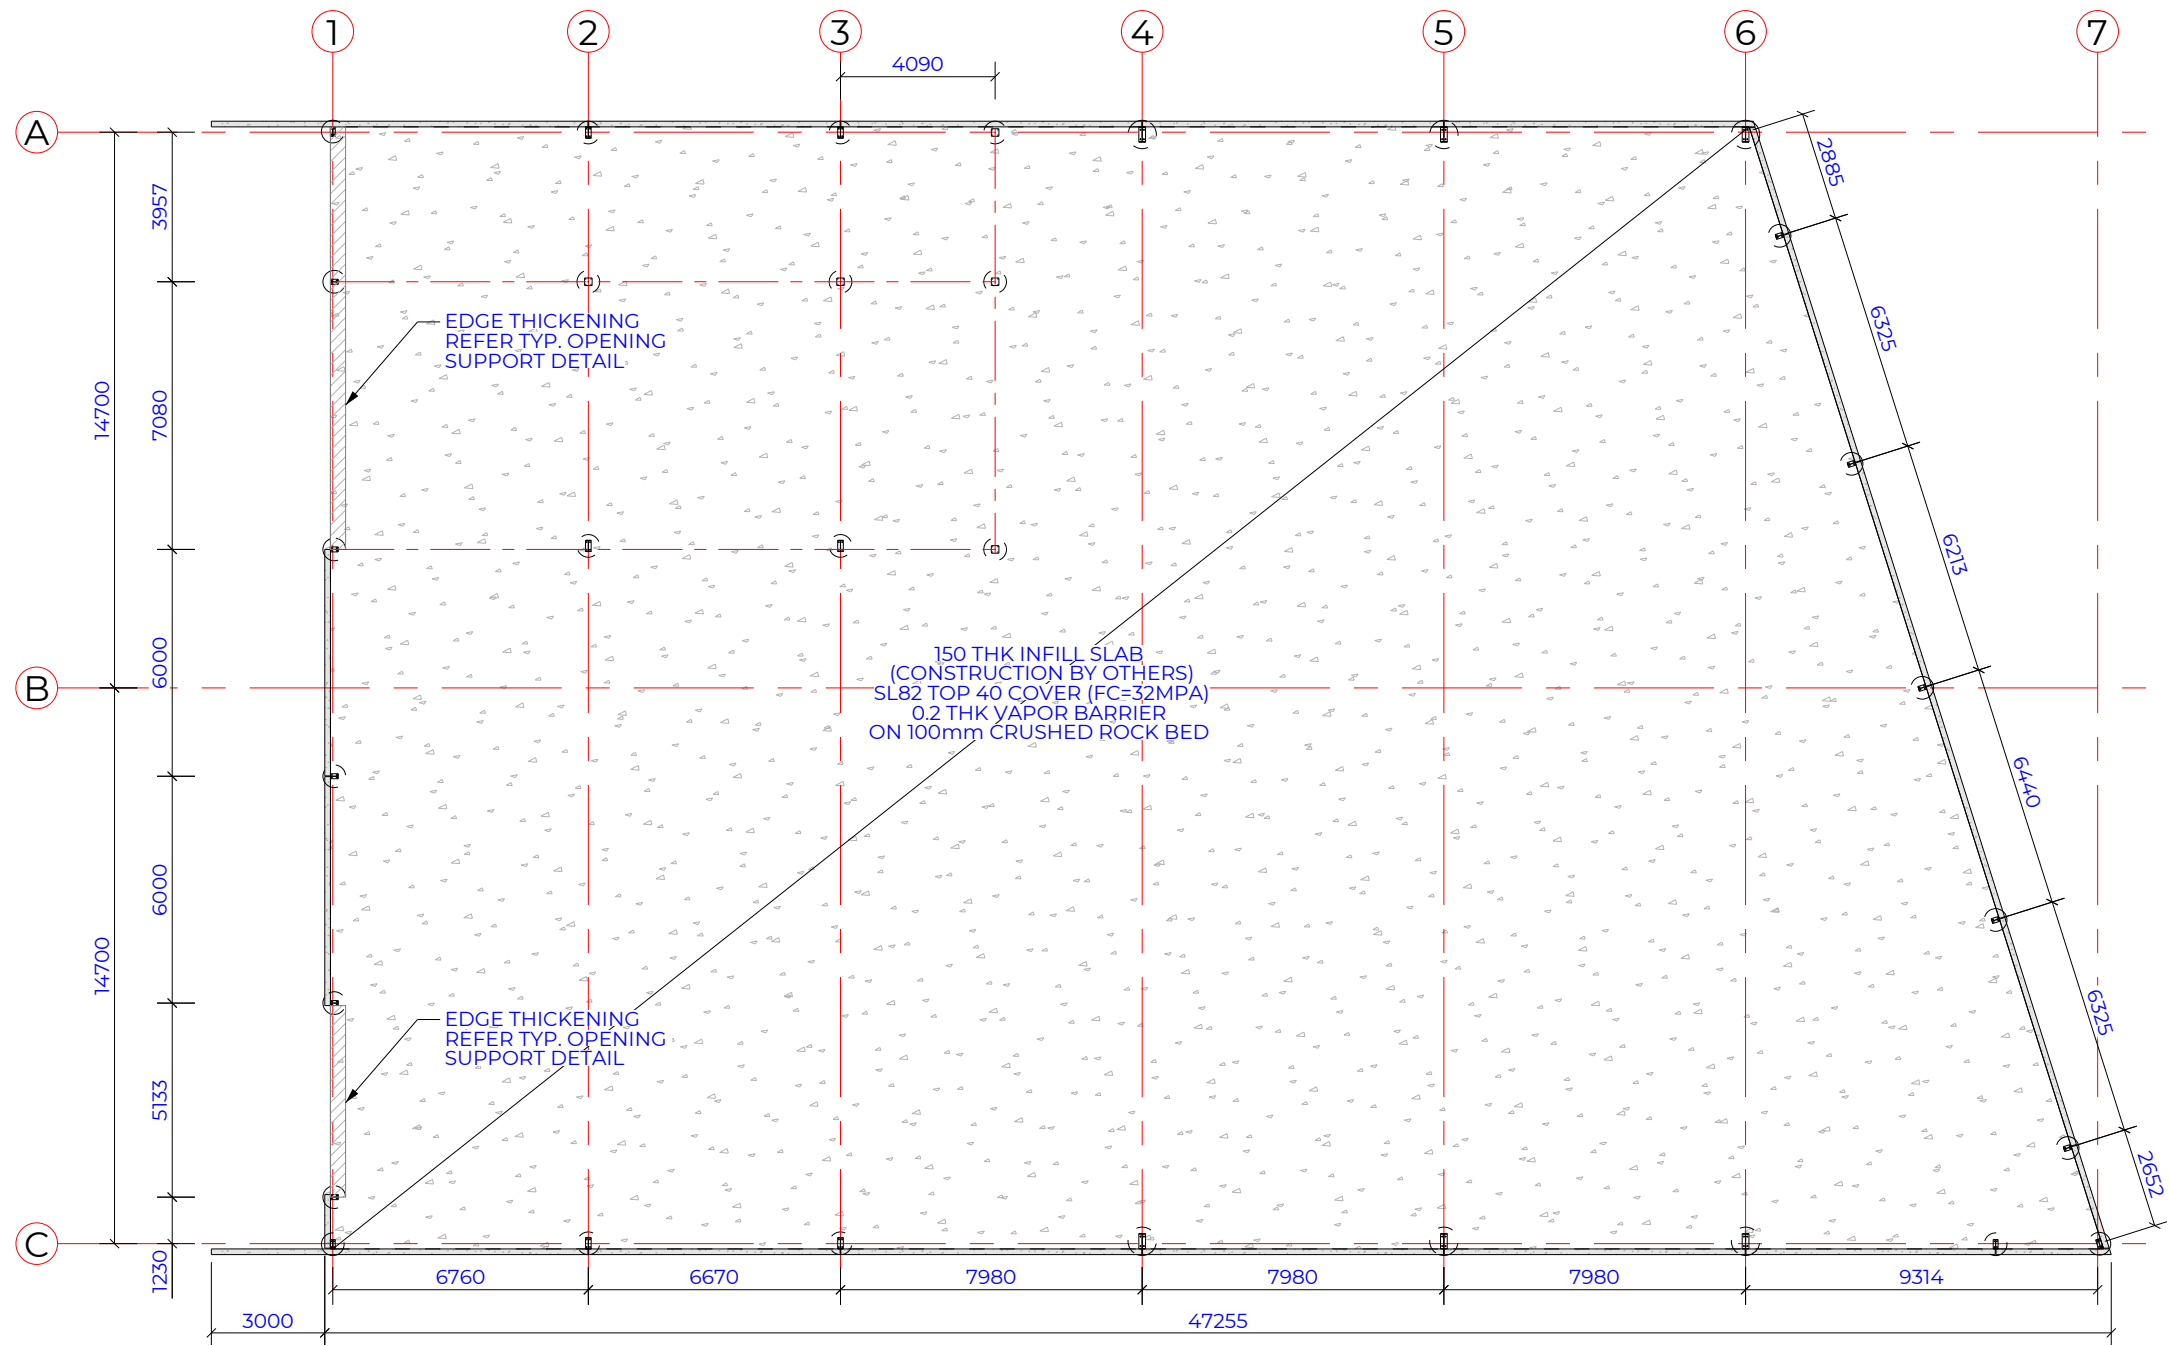 1 2 3 4 5 6 7
4090
A
B
C
3957
7080
6000
6000
5133
1230
14700
14700
EDGE THICKENING
REFER TYP. OPENING
SUPPORT DETAIL
150 THK INFILL SLAB
(CONSTRUCTION BY OTHERS)
SL82 TOP 40 COVER (FC=32MPA)
0.2 THK VAPOR BARRIER
ON 100mm CRUSHED ROCK BED
EDGE THICKENING
REFER TYP. OPENING
SUPPORT DETAIL
2885
6325
6213
6440
6325
2652
6760 6670 7980 7980 7980 9314
3000 47255